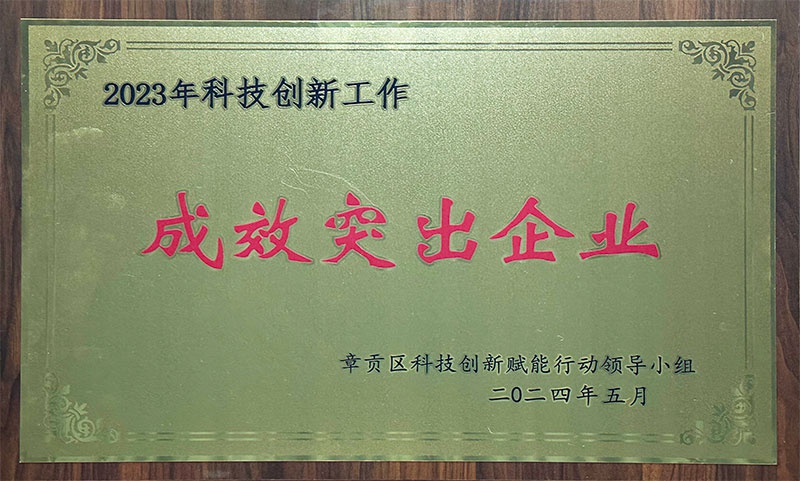 2023年科技创新工作
成效突出企业
章贡区科技创新赋能行动领导小组
二〇二四年五月